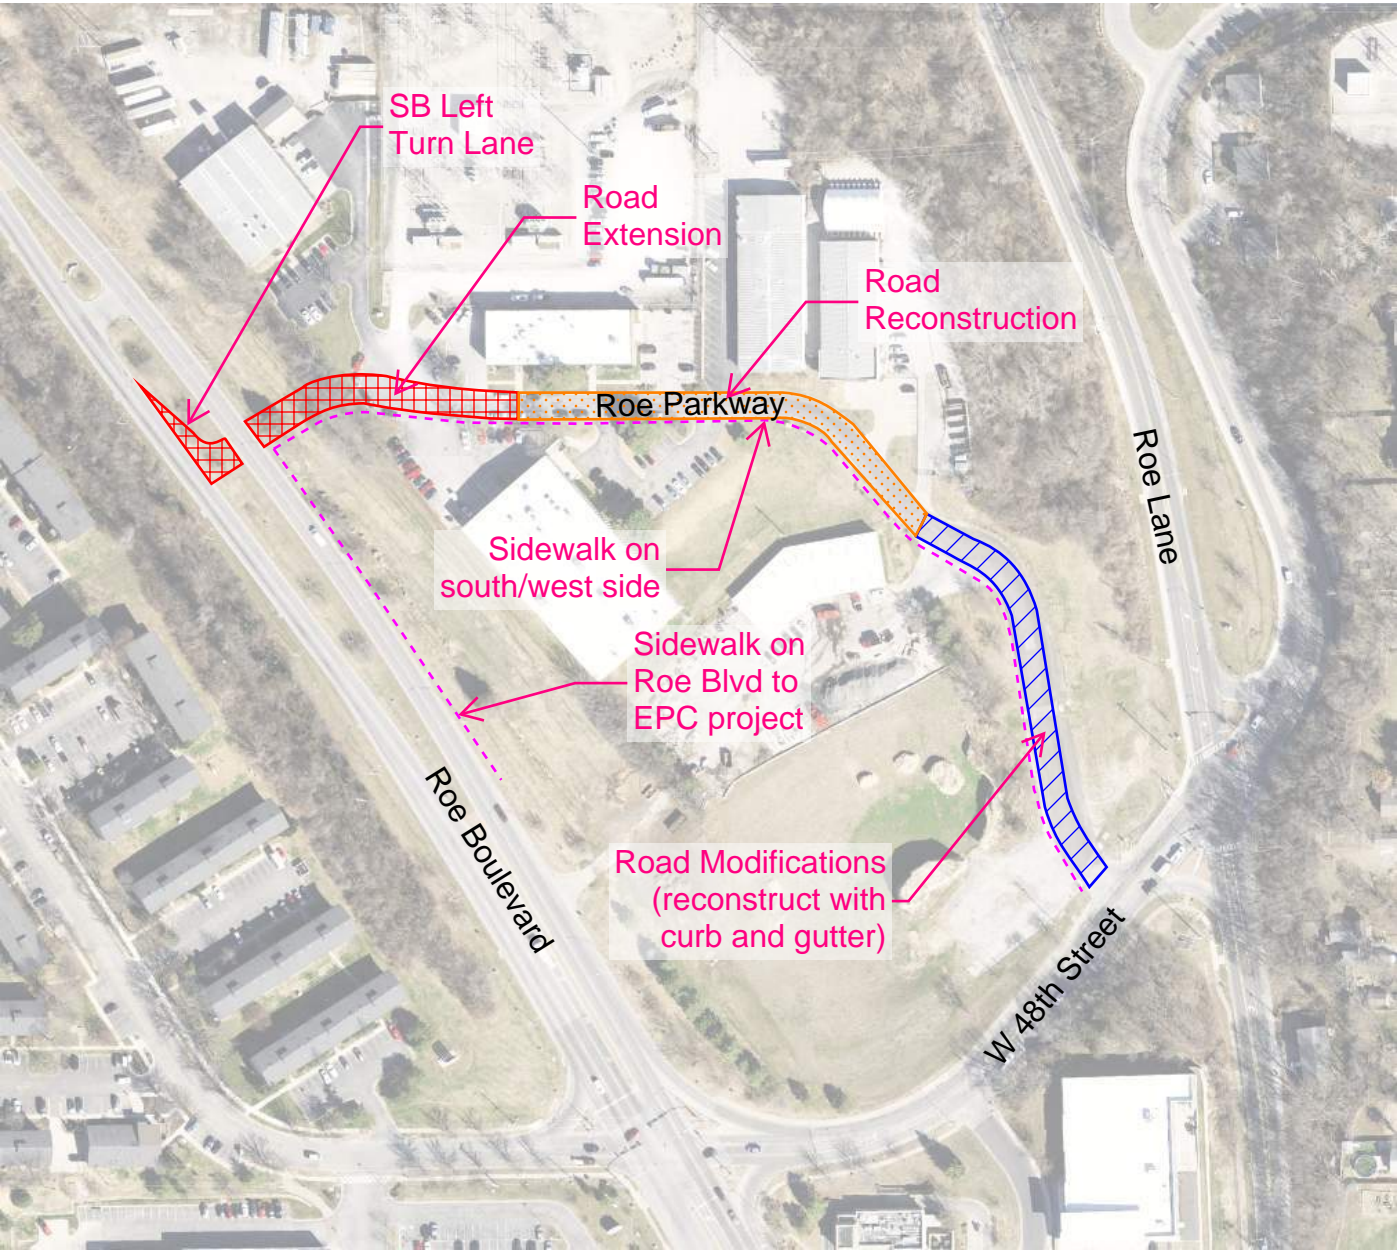 SB Left
Turn Lane
Road
Extension
Road
Reconstruction
Roe Parkway
Roe Lane
Sidewalk on
south/west side
Sidewalk on
Roe Blvd to
EPC project
Roe Boulevard
Road Modifications
(reconstruct with
curb and gutter)
W 48th Street